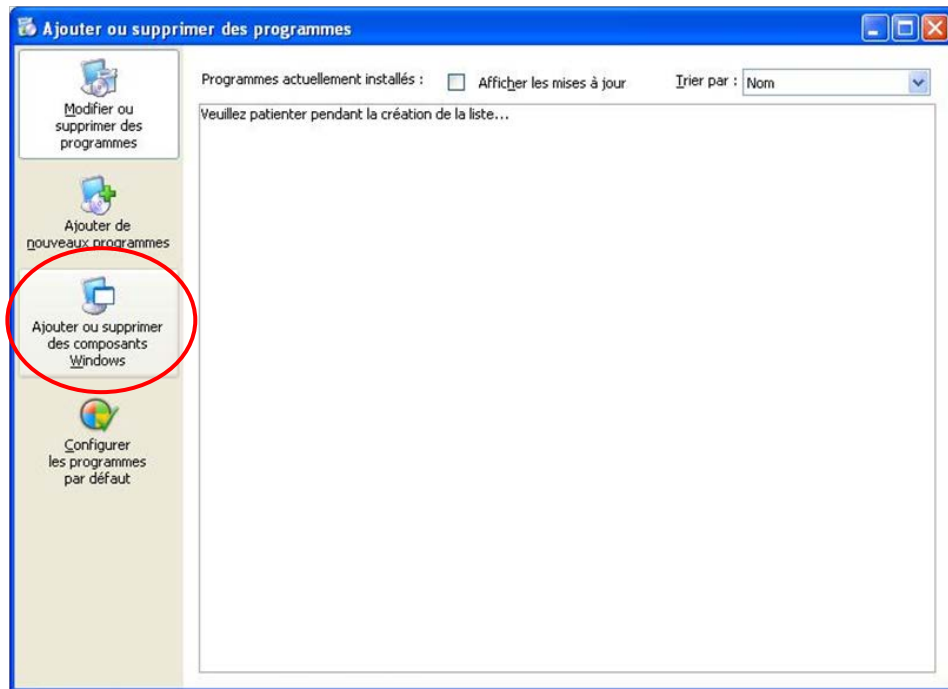 Ajouter ou supprimer des programmes
Modifier ou
supprimer des
programmes
Ajouter de
nouveaux programmes
Ajouter ou supprimer
des composants
Windows
Configurer
les programmes
par défaut
Programmes actuellement installés :
Afficher les mises à jour
Trier par :
Nom
Veuillez patienter pendant la création de la liste...